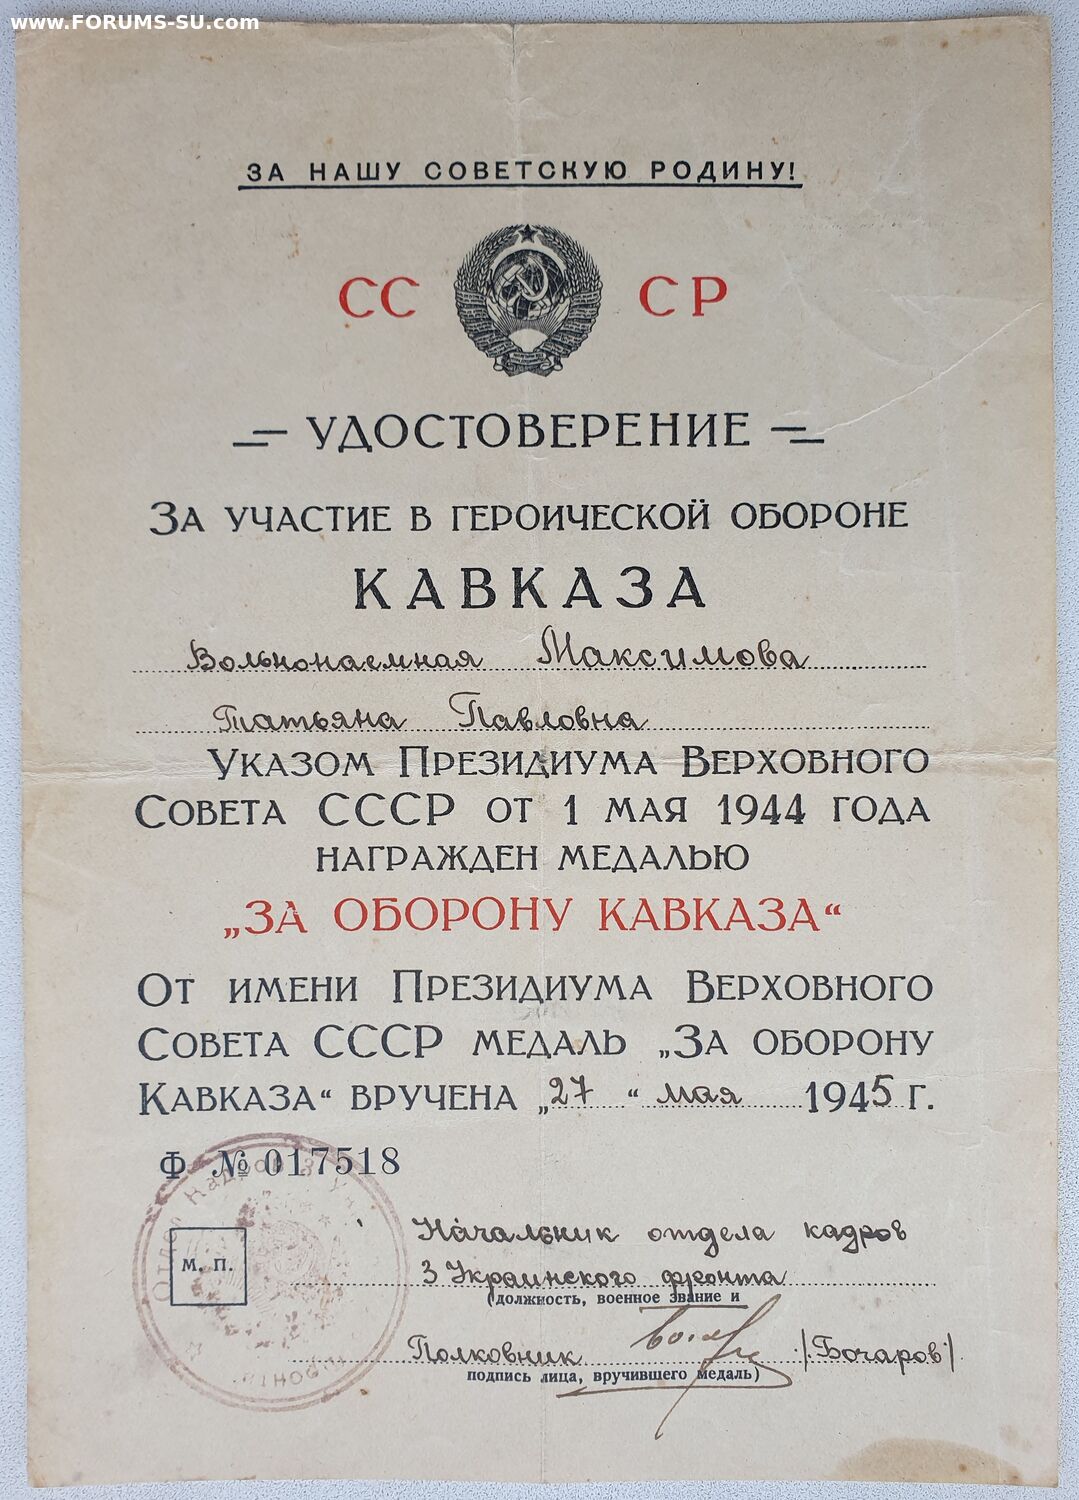 www.FORUMS-SU.com
ЗА НАШУ СОВЕТСКУЮ РОДИНУ!
СС СР
УДОСТОВЕРЕНИЕ
ЗА УЧАСТИЕ В ГЕРОИЧЕСКОЙ ОБОРОНЕ
КАВКАЗА
Вольнонаемная Максимова
Татьяна Павловна
УКАЗОМ ПРЕЗИДИУМА ВЕРХОВНОГО
СОВЕТА СССР ОТ 1 МАЯ 1944 ГОДА
НАГРАЖДЕН МЕДАЛЬЮ
„ЗА ОБОРОНУ КАВКАЗА“
ОТ ИМЕНИ ПРЕЗИДИУМА ВЕРХОВНОГО
СОВЕТА СССР МЕДАЛЬ „ЗА ОБОРОНУ
КАВКАЗА“ ВРУЧЕНА „27“ мая 1945 Г.
Ф № 017518
Начальник отдела кадров
М. П.
3 Украинского фронта
(должность, военное звание и
Полковник /Бочаров/.
подпись лица, вручившего медаль)
Отдел кадров 3